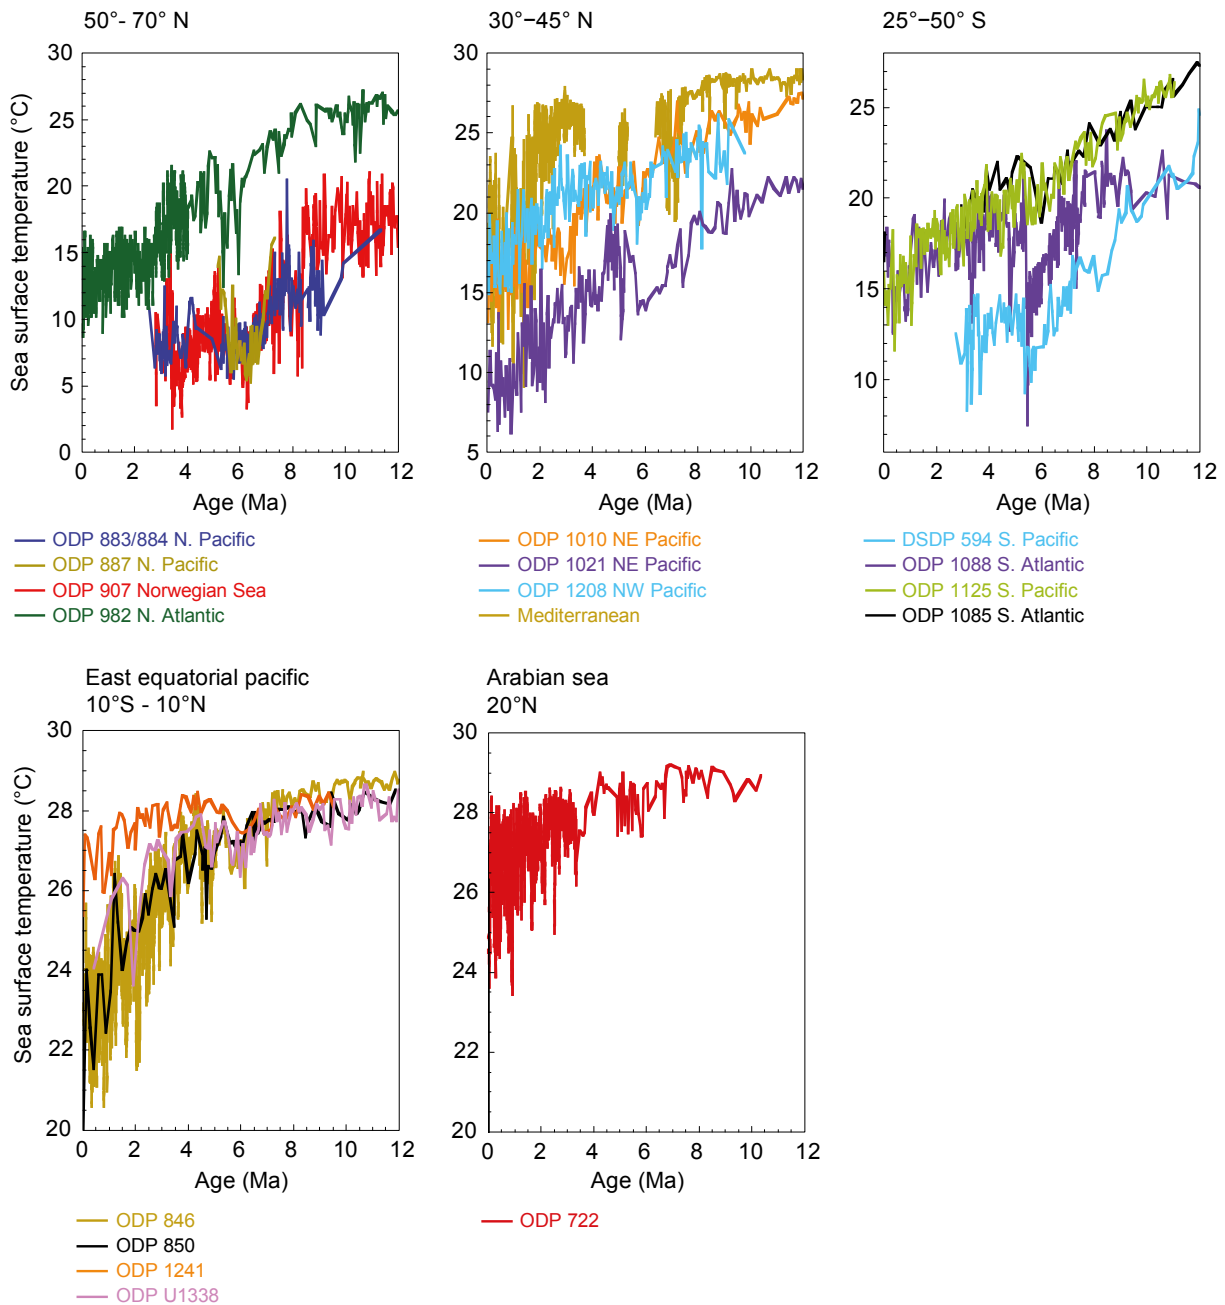 50°- 70° N
30°−45° N
25°−50° S
Sea surface temperature (°C)
30
25
20
15
10
5
0
0 2 4 6 8 10 12
Age (Ma)
30
25
20
15
10
5
0 2 4 6 8 10 12
Age (Ma)
25
20
15
10
0 2 4 6 8 10 12
Age (Ma)
ODP 883/884 N. Pacific
ODP 887 N. Pacific
ODP 907 Norwegian Sea
ODP 982 N. Atlantic
ODP 1010 NE Pacific
ODP 1021 NE Pacific
ODP 1208 NW Pacific
Mediterranean
DSDP 594 S. Pacific
ODP 1088 S. Atlantic
ODP 1125 S. Pacific
ODP 1085 S. Atlantic
East equatorial pacific
10°S - 10°N
Arabian sea
20°N
Sea surface temperature (°C)
30
28
26
24
22
20
0 2 4 6 8 10 12
Age (Ma)
30
28
26
24
22
20
0 2 4 6 8 10 12
Age (Ma)
ODP 846
ODP 850
ODP 1241
ODP U1338
ODP 722